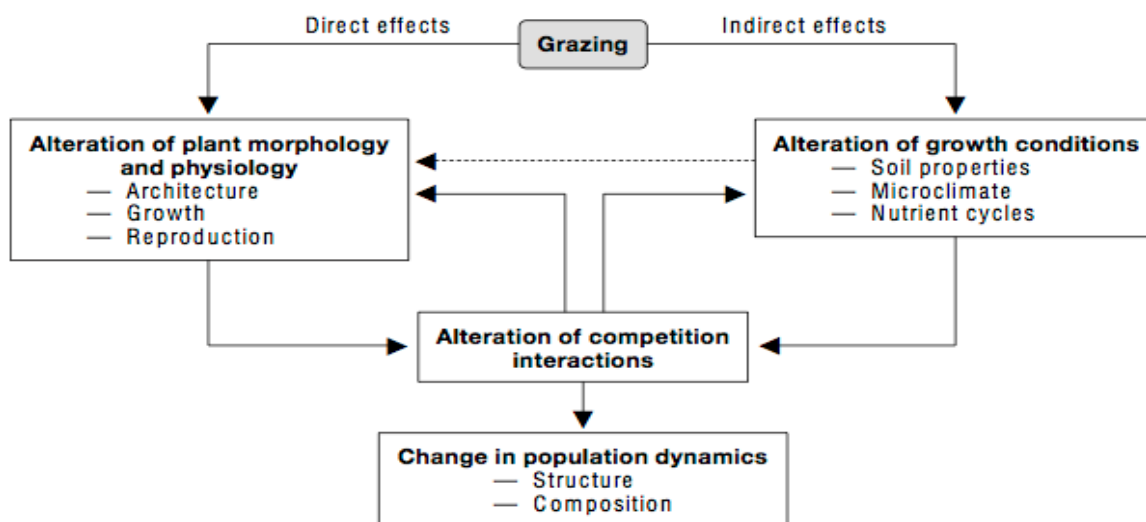 Direct effects
Grazing
Indirect effects
Alteration of plant morphology
and physiology
— Architecture
— Growth
— Reproduction
Alteration of growth conditions
— Soil properties
— Microclimate
— Nutrient cycles
Alteration of competition
interactions
Change in population dynamics
— Structure
— Composition